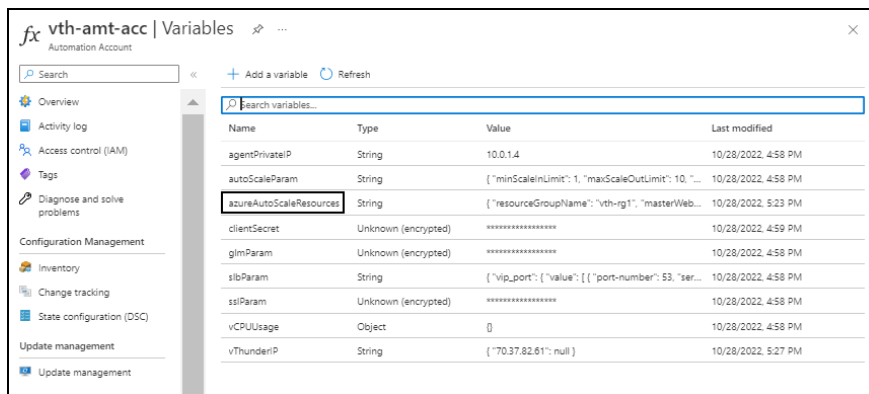 vth-amt-acc | Variables ...
Automation Account
Search
Overview
Activity log
Access control (IAM)
Tags
Diagnose and solve
problems
Configuration Management
Inventory
Change tracking
State configuration (DSC)
Update management
Update management
Add a variable Refresh
Search variables...
Name Type Value Last modified
agentPrivateIP String 10.0.1.4 10/28/2022, 4:58 PM
autoScaleParam String { "minScaleInLimit": 1, "maxScaleOutLimit": 10, "... 10/28/2022, 4:58 PM
azureAutoScaleResources String { "resourceGroupName": "vth-rg1", "masterWeb... 10/28/2022, 5:23 PM
clientSecret Unknown (encrypted) ***************** 10/28/2022, 4:59 PM
glmParam Unknown (encrypted) ***************** 10/28/2022, 4:58 PM
slbParam String { "vip_port": { "value": [ { "port-number": 53, "ser... 10/28/2022, 4:58 PM
sslParam Unknown (encrypted) ***************** 10/28/2022, 4:58 PM
vCPUUsage Object {} 10/28/2022, 4:58 PM
vThunderIP String { "70.37.82.61": null } 10/28/2022, 5:27 PM